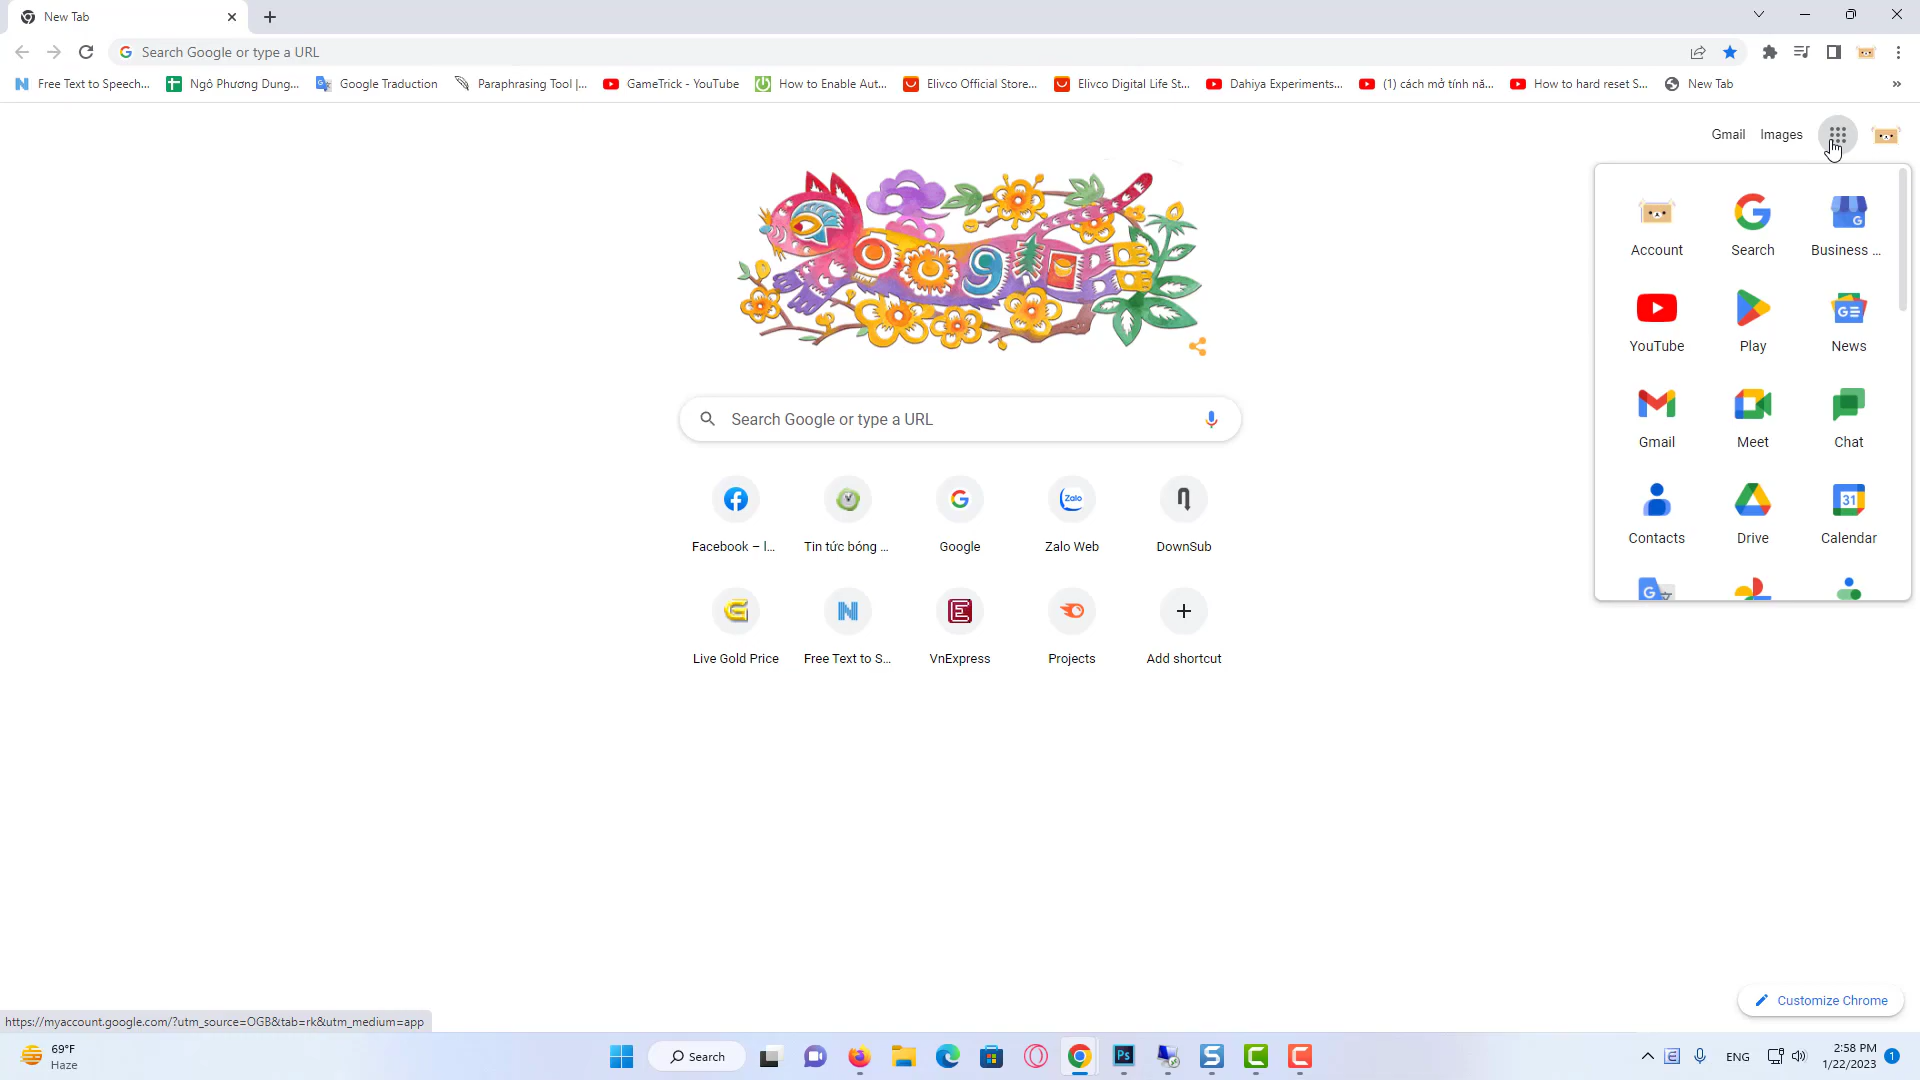 New Tab
Search Google or type a URL
Free Text to Speech...
Ngô Phương Dung...
Google Traduction
Paraphrasing Tool |...
GameTrick - YouTube
How to Enable Aut...
Elivco Official Store...
Elivco Digital Life St...
Dahiya Experiments...
(1) cách mở tính nă...
How to hard reset S...
New Tab
Gmail
Images
Account
Search
Business ...
YouTube
Play
News
Gmail
Meet
Chat
Contacts
Drive
31
Calendar
Search Google or type a URL
Facebook – l...
Tin tức bóng ...
Google
Zalo
Zalo Web
DownSub
Live Gold Price
Free Text to S...
VnExpress
Projects
Add shortcut
Customize Chrome
https://myaccount.google.com/?utm_source=OGB&tab=rk&utm_medium=app
69°F
Haze
Search
Ps
ENG
2:58 PM
1/22/2023
1